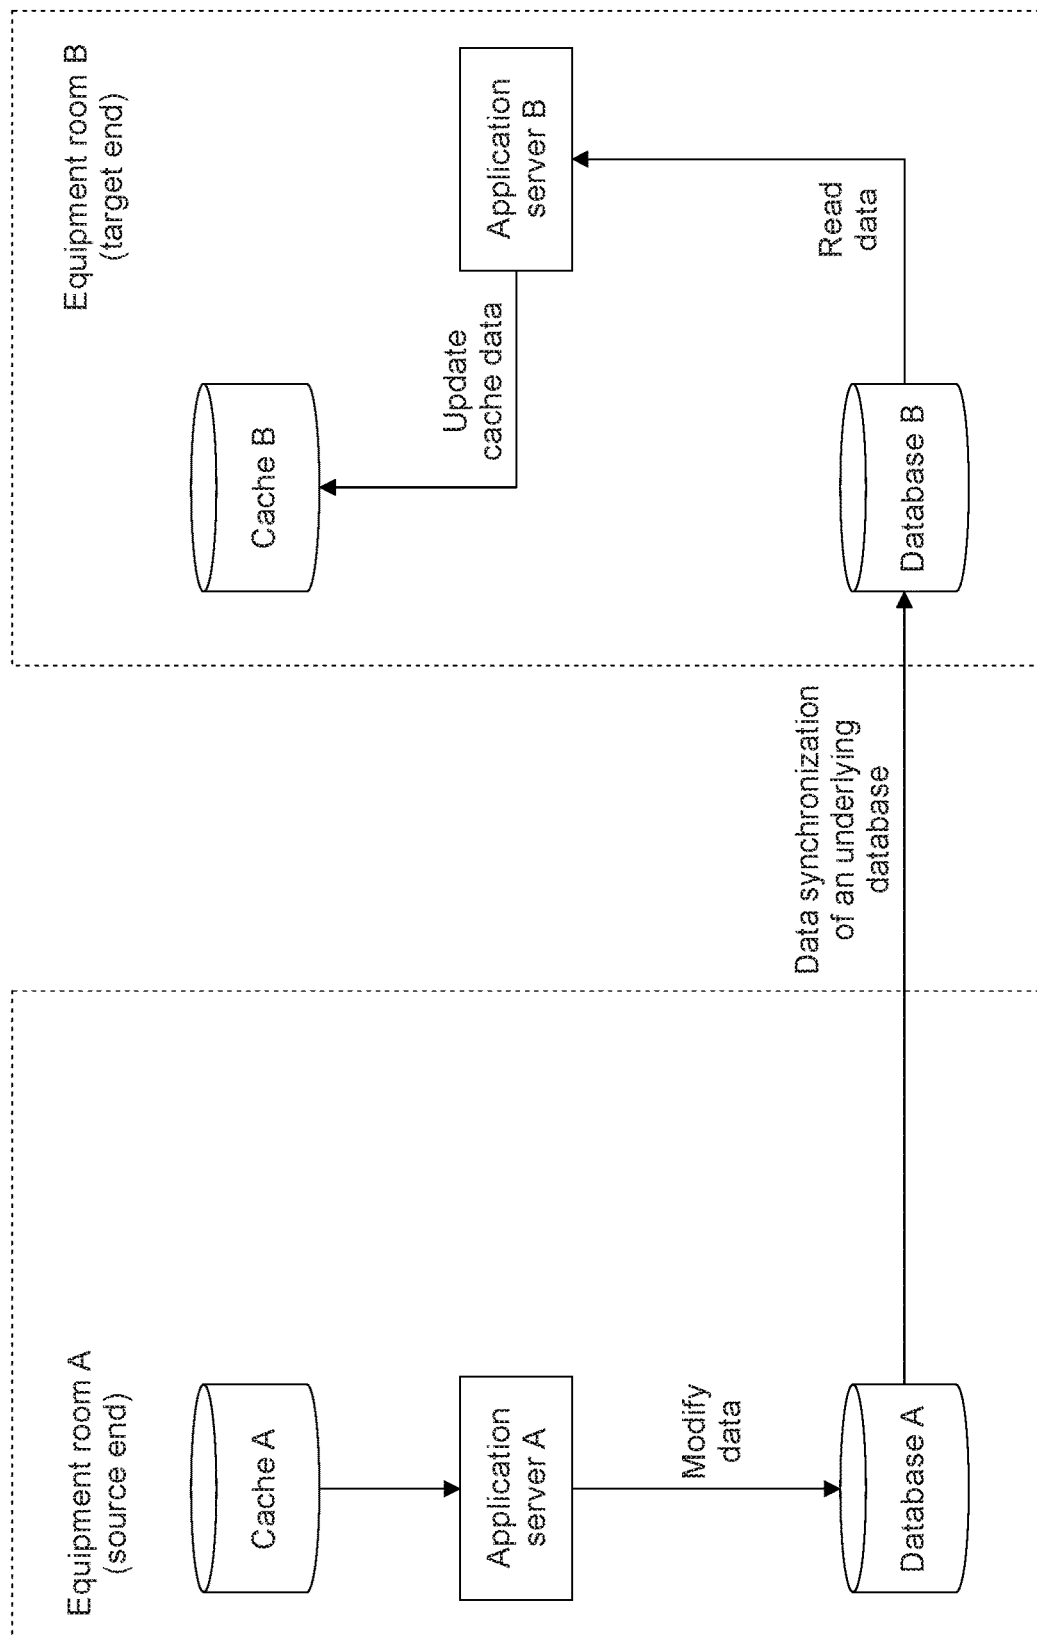 Equipment room A
(source end)
Cache A
Application
server A
Modify
data
Database A
Data synchronization
of an underlying
database
Equipment room B
(target end)
Cache B
Update
cache data
Application
server B
Read
data
Database B